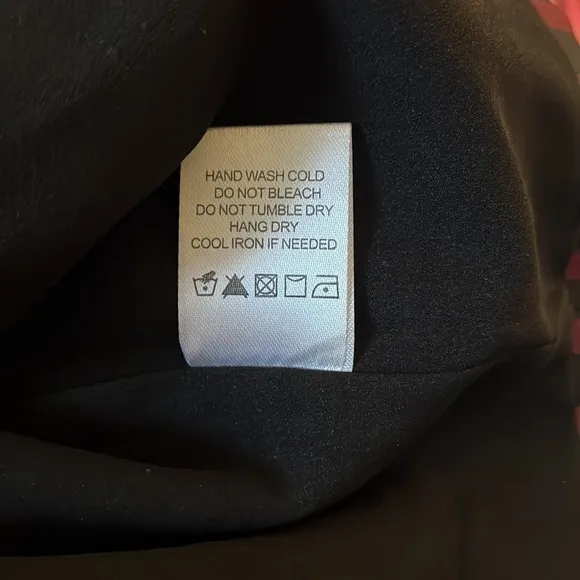 HAND WASH COLD
DO NOT BLEACH
DO NOT TUMBLE DRY
HANG DRY
COOL IRON IF NEEDED